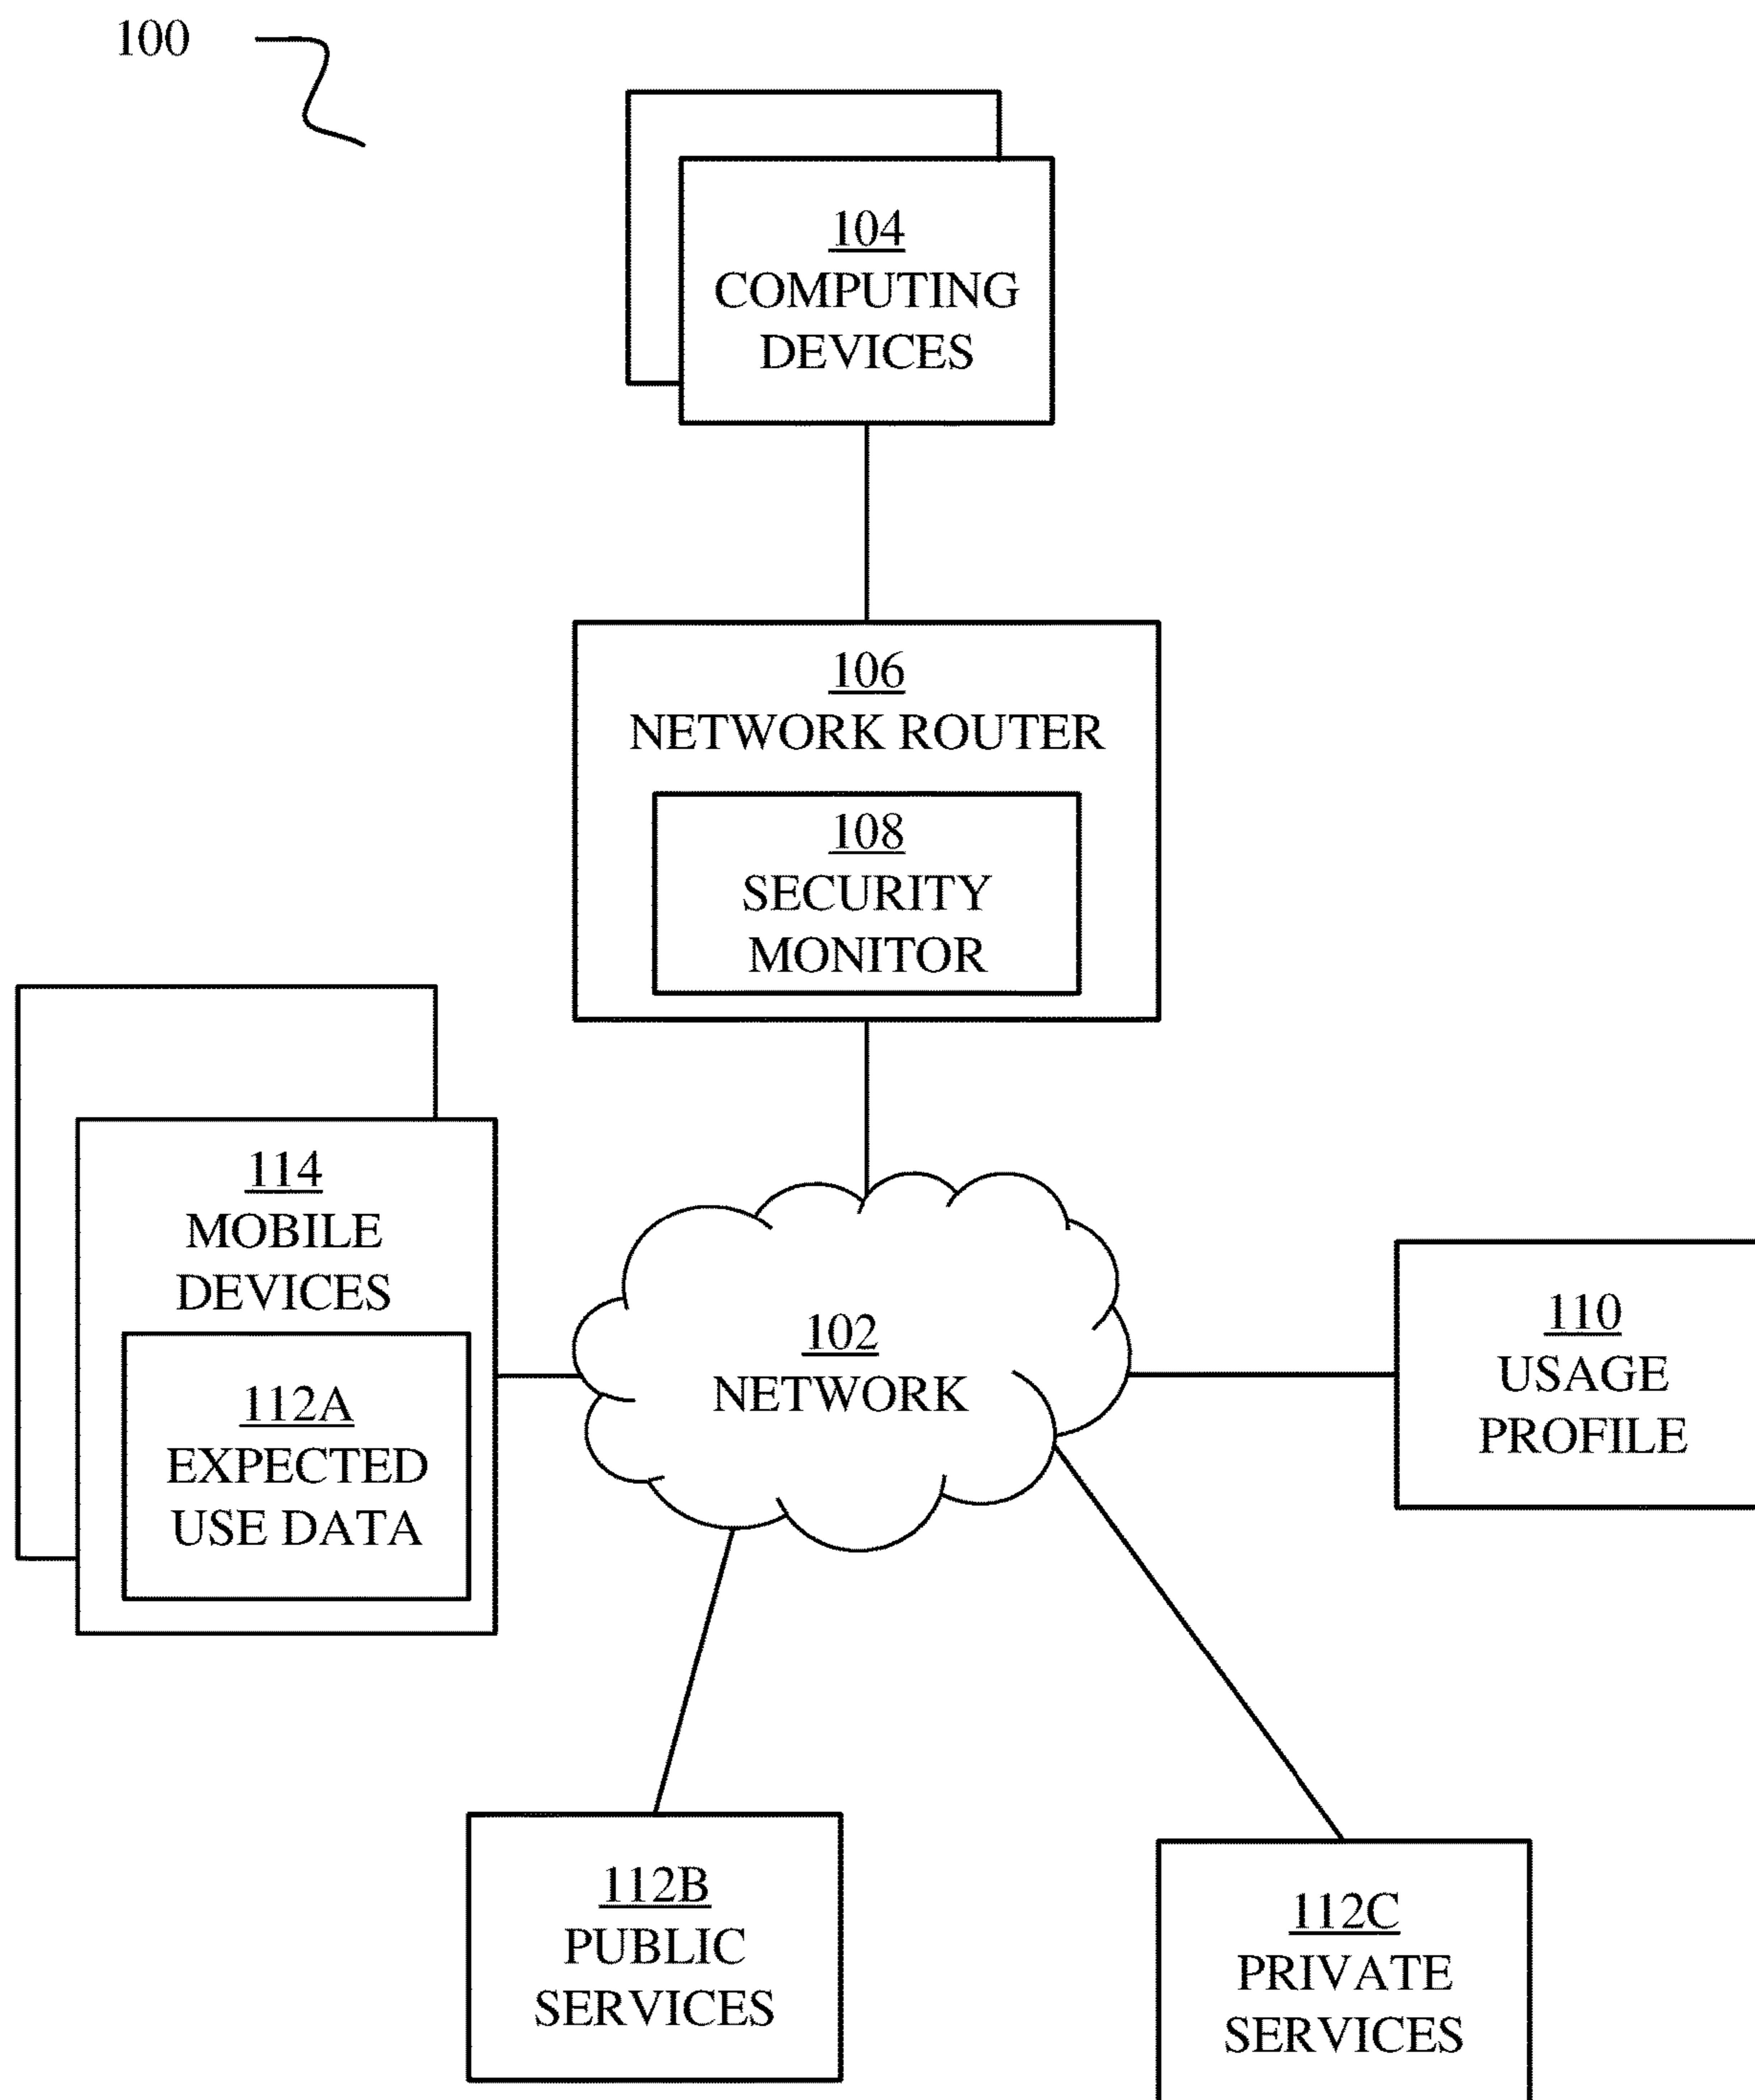 100
104
COMPUTING
DEVICES
106
NETWORK ROUTER
108
SECURITY
MONITOR
114
MOBILE
DEVICES
112A
EXPECTED
USE DATA
102
NETWORK
110
USAGE
PROFILE
112B
PUBLIC
SERVICES
112C
PRIVATE
SERVICES